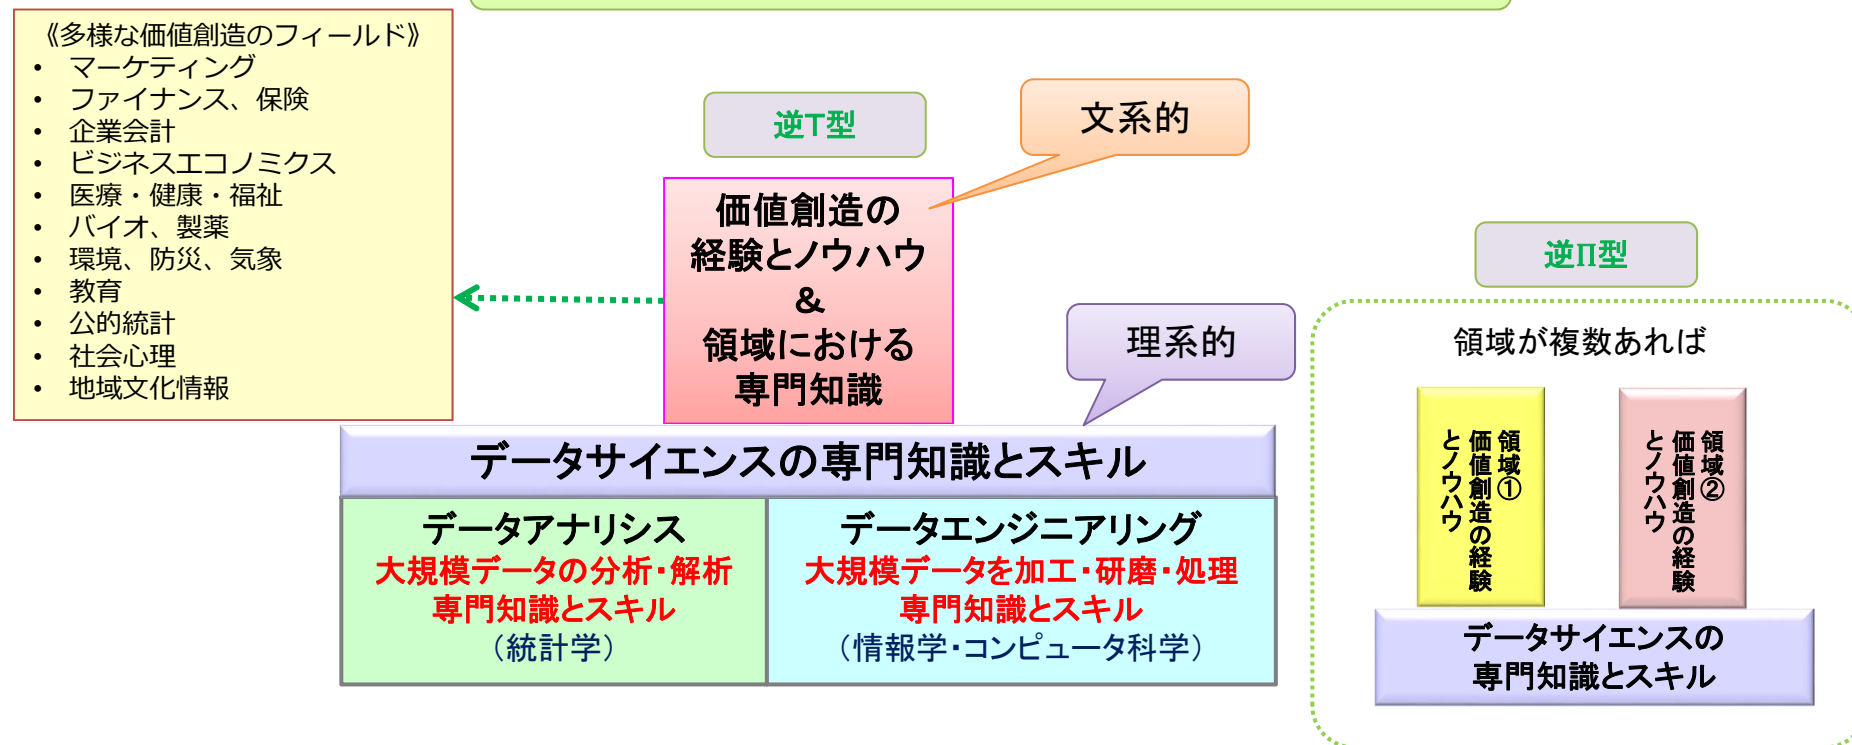 《多様な価値創造のフィールド》
• マーケティング
• ファイナンス、保険
• 企業会計
• ビジネスエコノミクス
• 医療・健康・福祉
• バイオ、製薬
• 環境、防災、気象
• 教育
• 公的統計
• 社会心理
• 地域文化情報
逆T型
文系的
価値創造の
経験とノウハウ
&
領域における
専門知識
理系的
データサイエンスの専門知識とスキル
データアナリシス
大規模データの分析・解析
専門知識とスキル
（統計学）
データエンジニアリング
大規模データを加工・研磨・処理
専門知識とスキル
（情報学・コンピュータ科学）
逆Π型
領域が複数あれば
領域①
価値創造の経験
とノウハウ
領域②
価値創造の経験
とノウハウ
データサイエンスの
専門知識とスキル